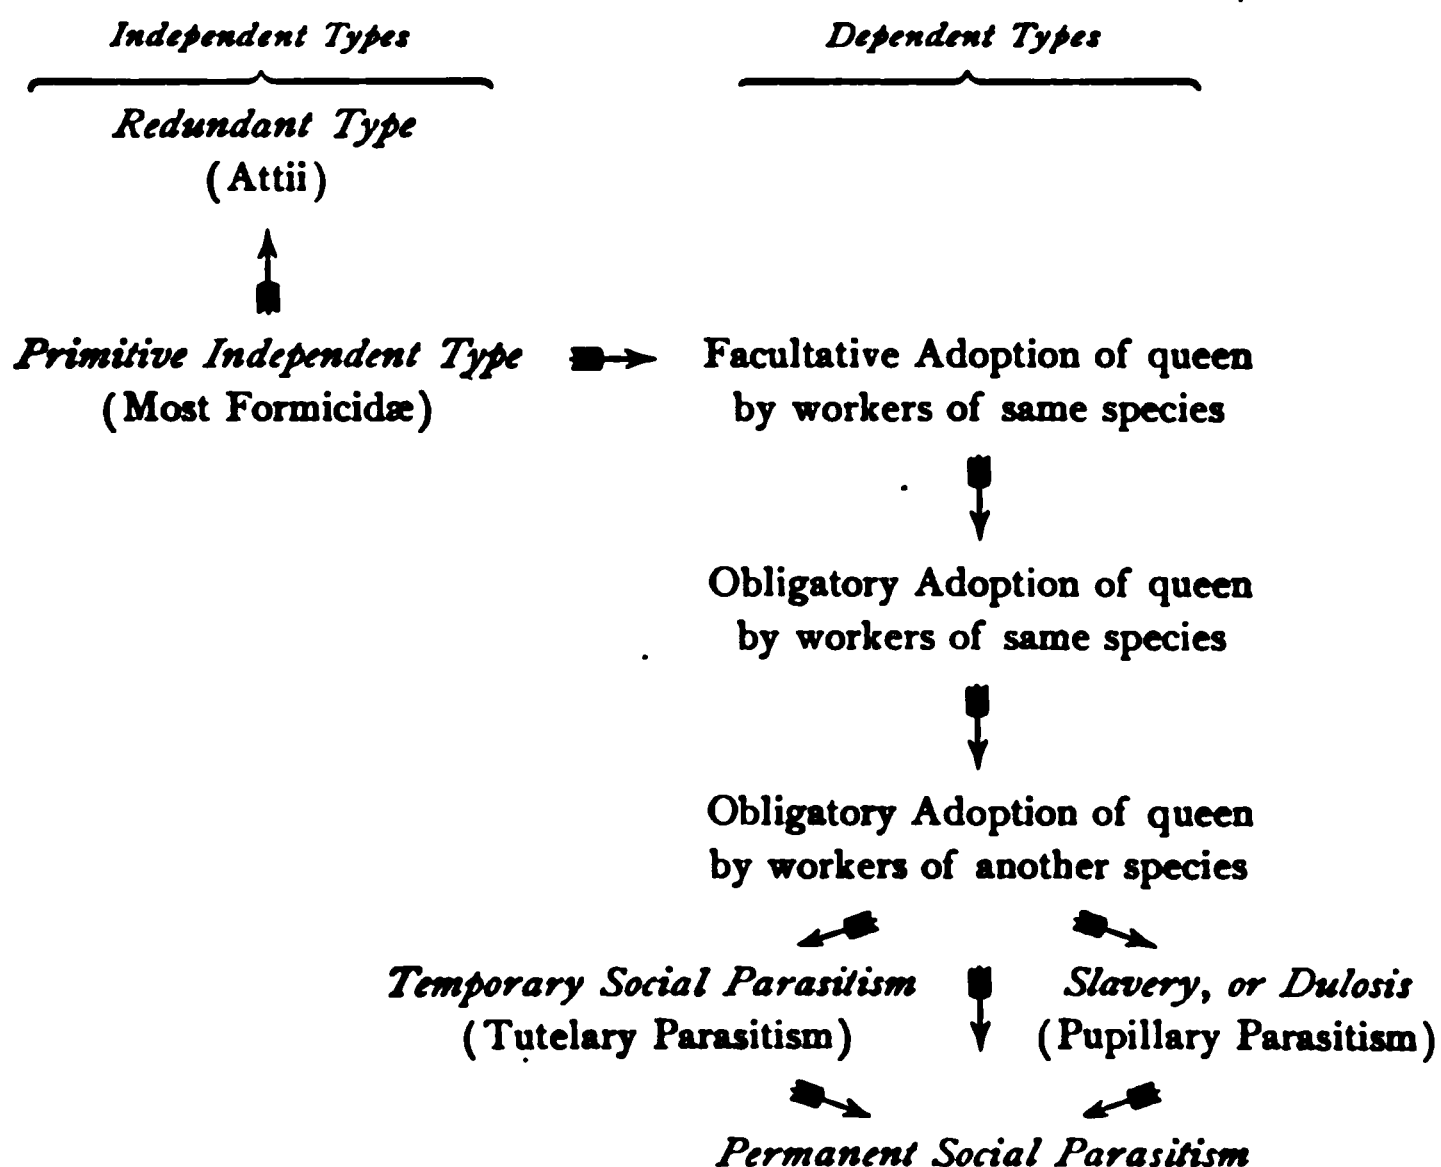 Independent Types
Dependent Types
Redundant Type
(Attii)
Primitive Independent Type
(Most Formicidæ)
Facultative Adoption of queen
by workers of same species
Obligatory Adoption of queen
by workers of same species
Obligatory Adoption of queen
by workers of another species
Temporary Social Parasitism
(Tutelary Parasitism)
Slavery, or Dulosis
(Pupillary Parasitism)
Permanent Social Parasitism